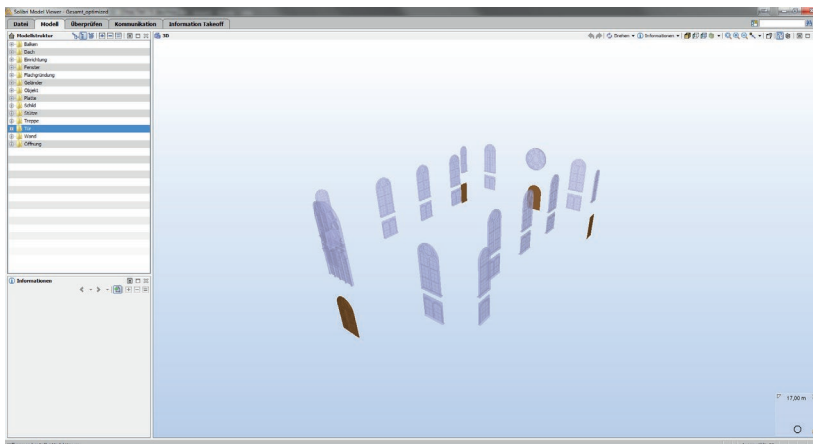 Solibri Model Viewer - Gesamt_optimized
Datei Modell Überprüfen Kommunikation Information Takeoff
Modellstruktur
3D
Drehen
Informationen
Balken
Dach
Einrichtung
Fenster
Flachgründung
Geländer
Objekt
Platte
Schild
Stütze
Treppe
Tür
Wand
Öffnung
Informationen
17,00 m